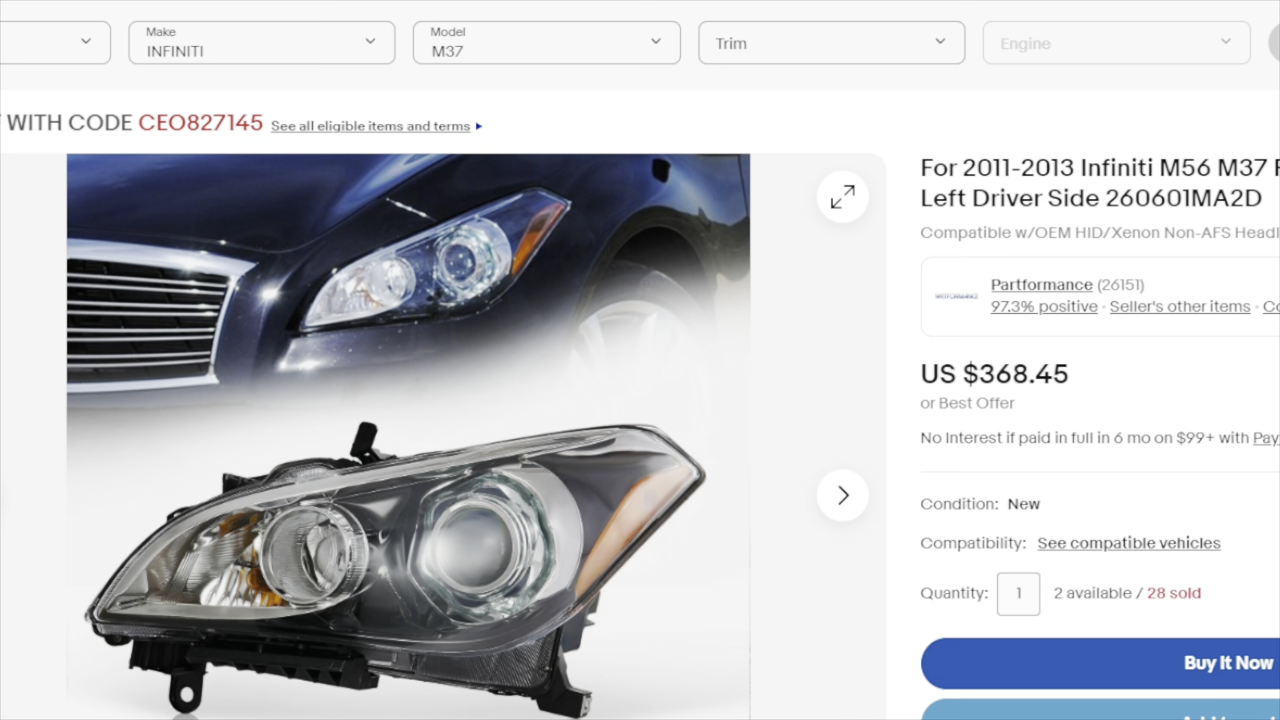 Make
INFINITI
Model
M37
Trim
Engine
WITH CODE CEO827145 See all eligible items and terms
For 2011-2013 Infiniti M56 M37
Left Driver Side 260601MA2D
Compatible w/OEM HID/Xenon Non-AFS Headl
Partformance (26151)
97.3% positive · Seller's other items ·
US $368.45
or Best Offer
No Interest if paid in full in 6 mo on $99+ with Pay
Condition: New
Compatibility: See compatible vehicles
Quantity: 1 2 available / 28 sold
Buy It Now